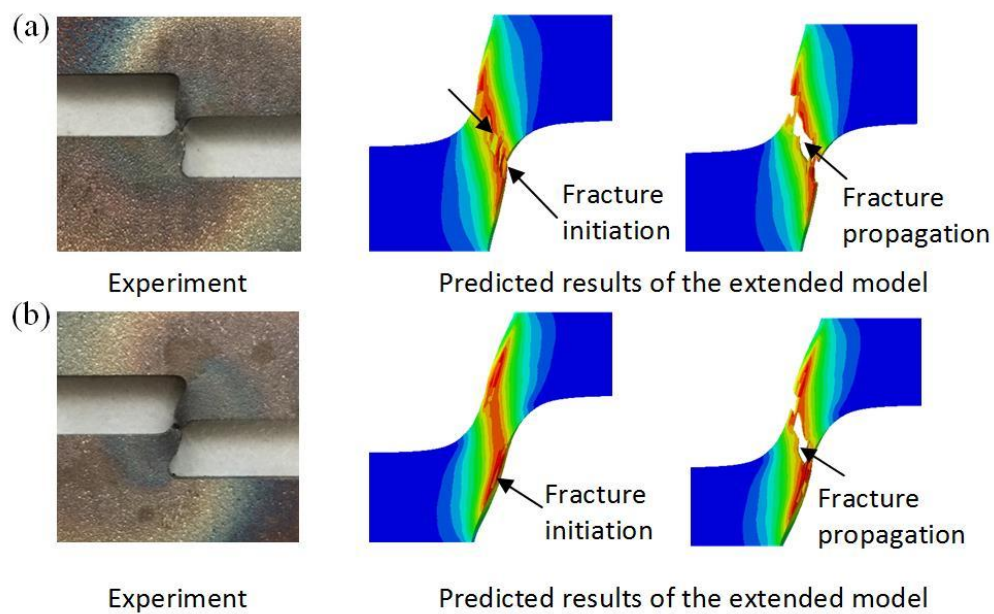 (a)
Fracture
initiation
Fracture
propagation
Experiment
Predicted results of the extended model
(b)
Fracture
initiation
Fracture
propagation
Experiment
Predicted results of the extended model